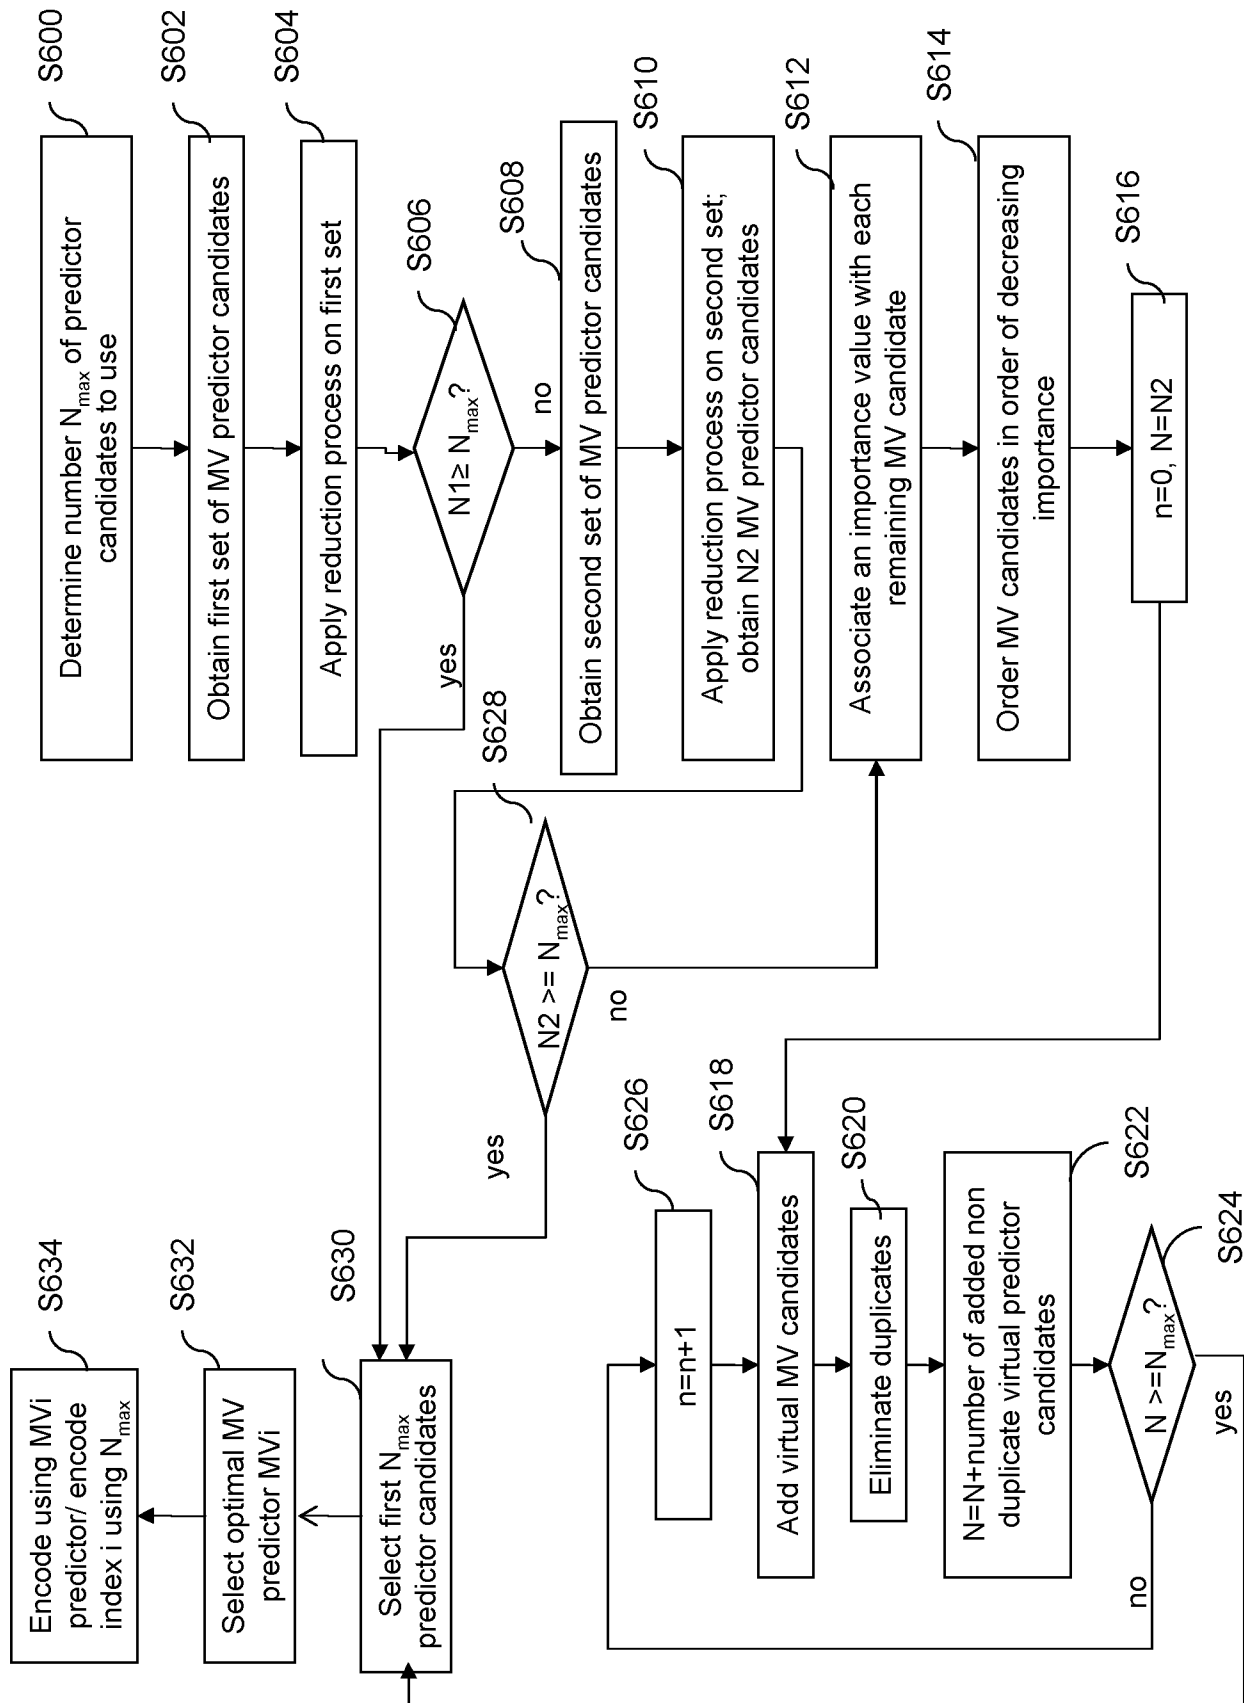 S600
Determine number Nmax of predictor
candidates to use
S602
Obtain first set of MV predictor candidates
S604
Apply reduction process on first set
S606
N1≥ Nmax?
yes
no
S608
Obtain second set of MV predictor candidates
S610
Apply reduction process on second set;
obtain N2 MV predictor candidates
S628
N2 >= Nmax?
yes
no
S612
Associate an importance value with each
remaining MV candidate
S614
Order MV candidates in order of decreasing
importance
S616
n=0, N=N2
S626
n=n+1
S618
Add virtual MV candidates
S620
Eliminate duplicates
S622
N=N+number of added non
duplicate virtual predictor
candidates
S624
N >=Nmax?
no
yes
S630
Select first Nmax
predictor candidates
S632
Select optimal MV
predictor MVi
S634
Encode using MVi
predictor/ encode
index i using Nmax